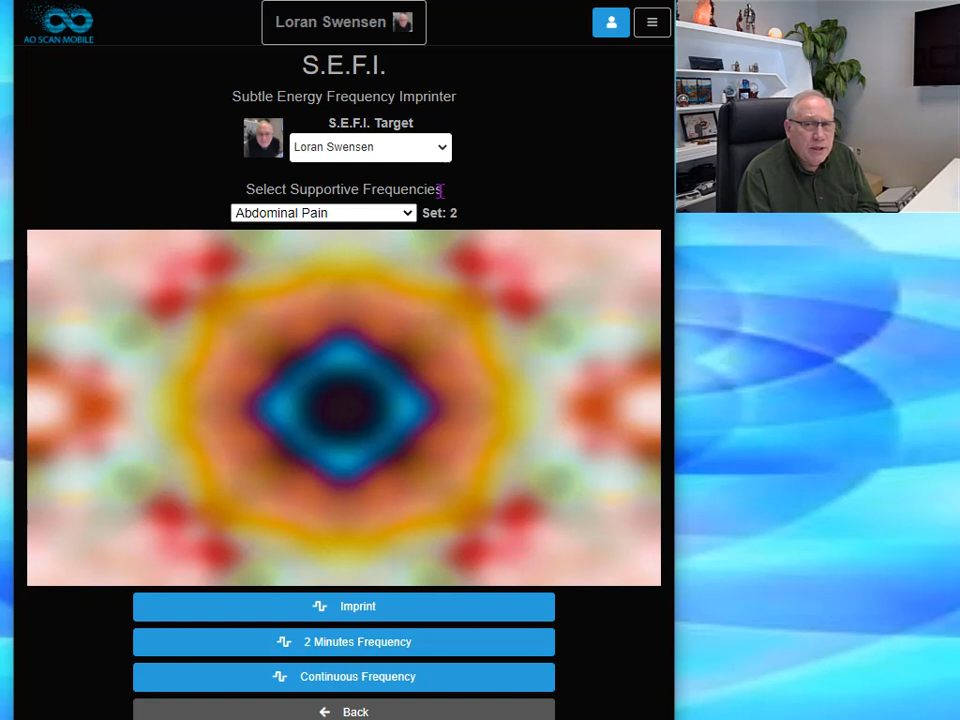 AO SCAN MOBILE
Loran Swensen
S.E.F.I.
Subtle Energy Frequency Imprinter
S.E.F.I. Target
Loran Swensen
Select Supportive Frequencies
Abdominal Pain Set: 2
Imprint
2 Minutes Frequency
Continuous Frequency
Back